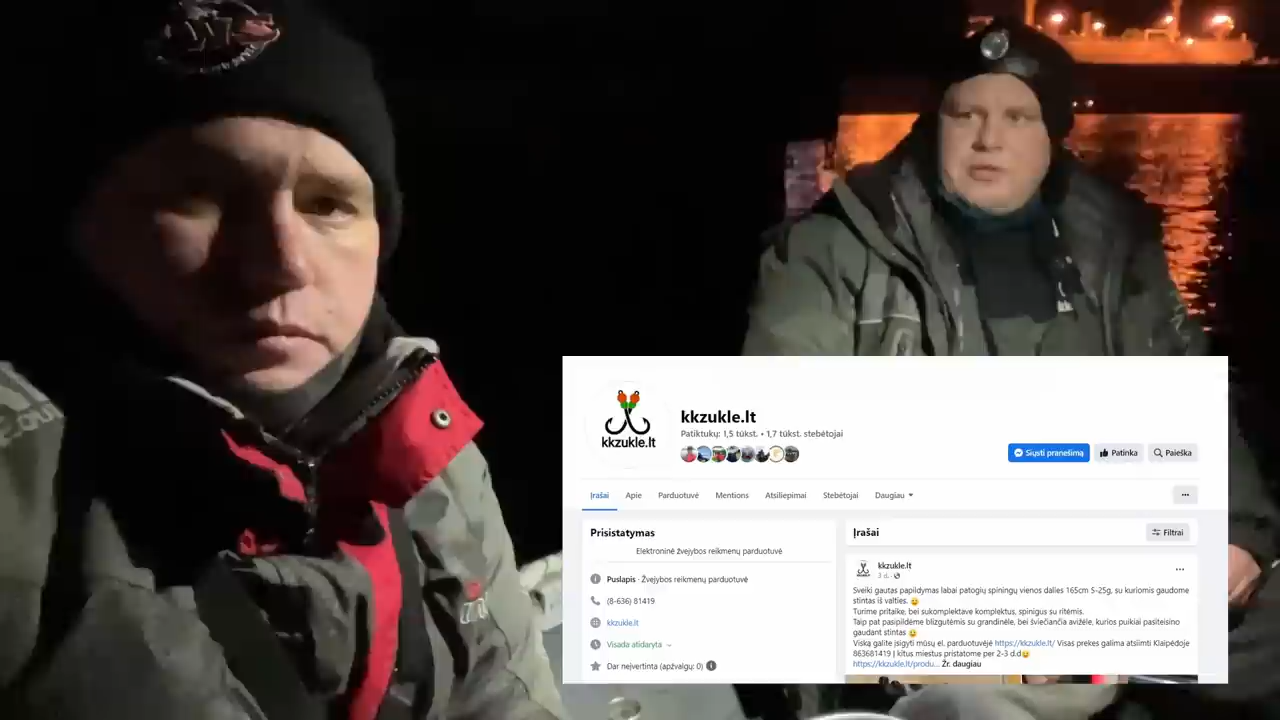 kkzukle.lt
kkzukle.lt
Patiktukų: 1,5 tūkst. • 1,7 tūkst. stebėtojai
Siųsti pranešimą
Patinka
Paieška
Įrašai
Apie
Parduotuvė
Mentions
Atsiliepimai
Stebėtojai
Daugiau
Prisistatymas
Elektroninė žvejybos reikmenų parduotuvė
Puslapis · Žvejybos reikmenų parduotuvė
(8-636) 81419
kkzukle.lt
Visada atidaryta
Dar neįvertinta (apžvalgų: 0)
Įrašai
Filtrai
kkzukle.lt
3 d.
Sveiki gautas papildymas labai patogių spiningų vienos dalies 165cm 5-25g, su kuriomis gaudome
stintas iš valties.
Turime pritaike, bei sukomplektave komplektus, spinigus su ritėmis.
Taip pat pasipildėme blizgutėmis su grandinėle, bei šviečiančia avižėle, kurios puikiai pasiteisino
gaudant stintas
Viską galite įsigyti mūsų el. parduotuvėjė https://kkzukle.lt/ Visas prekes galima atsiimti Klaipėdoje
863681419 Į kitus miestus pristatome per 2-3 d.d
https://kkzukle.lt/produ... Žr. daugiau